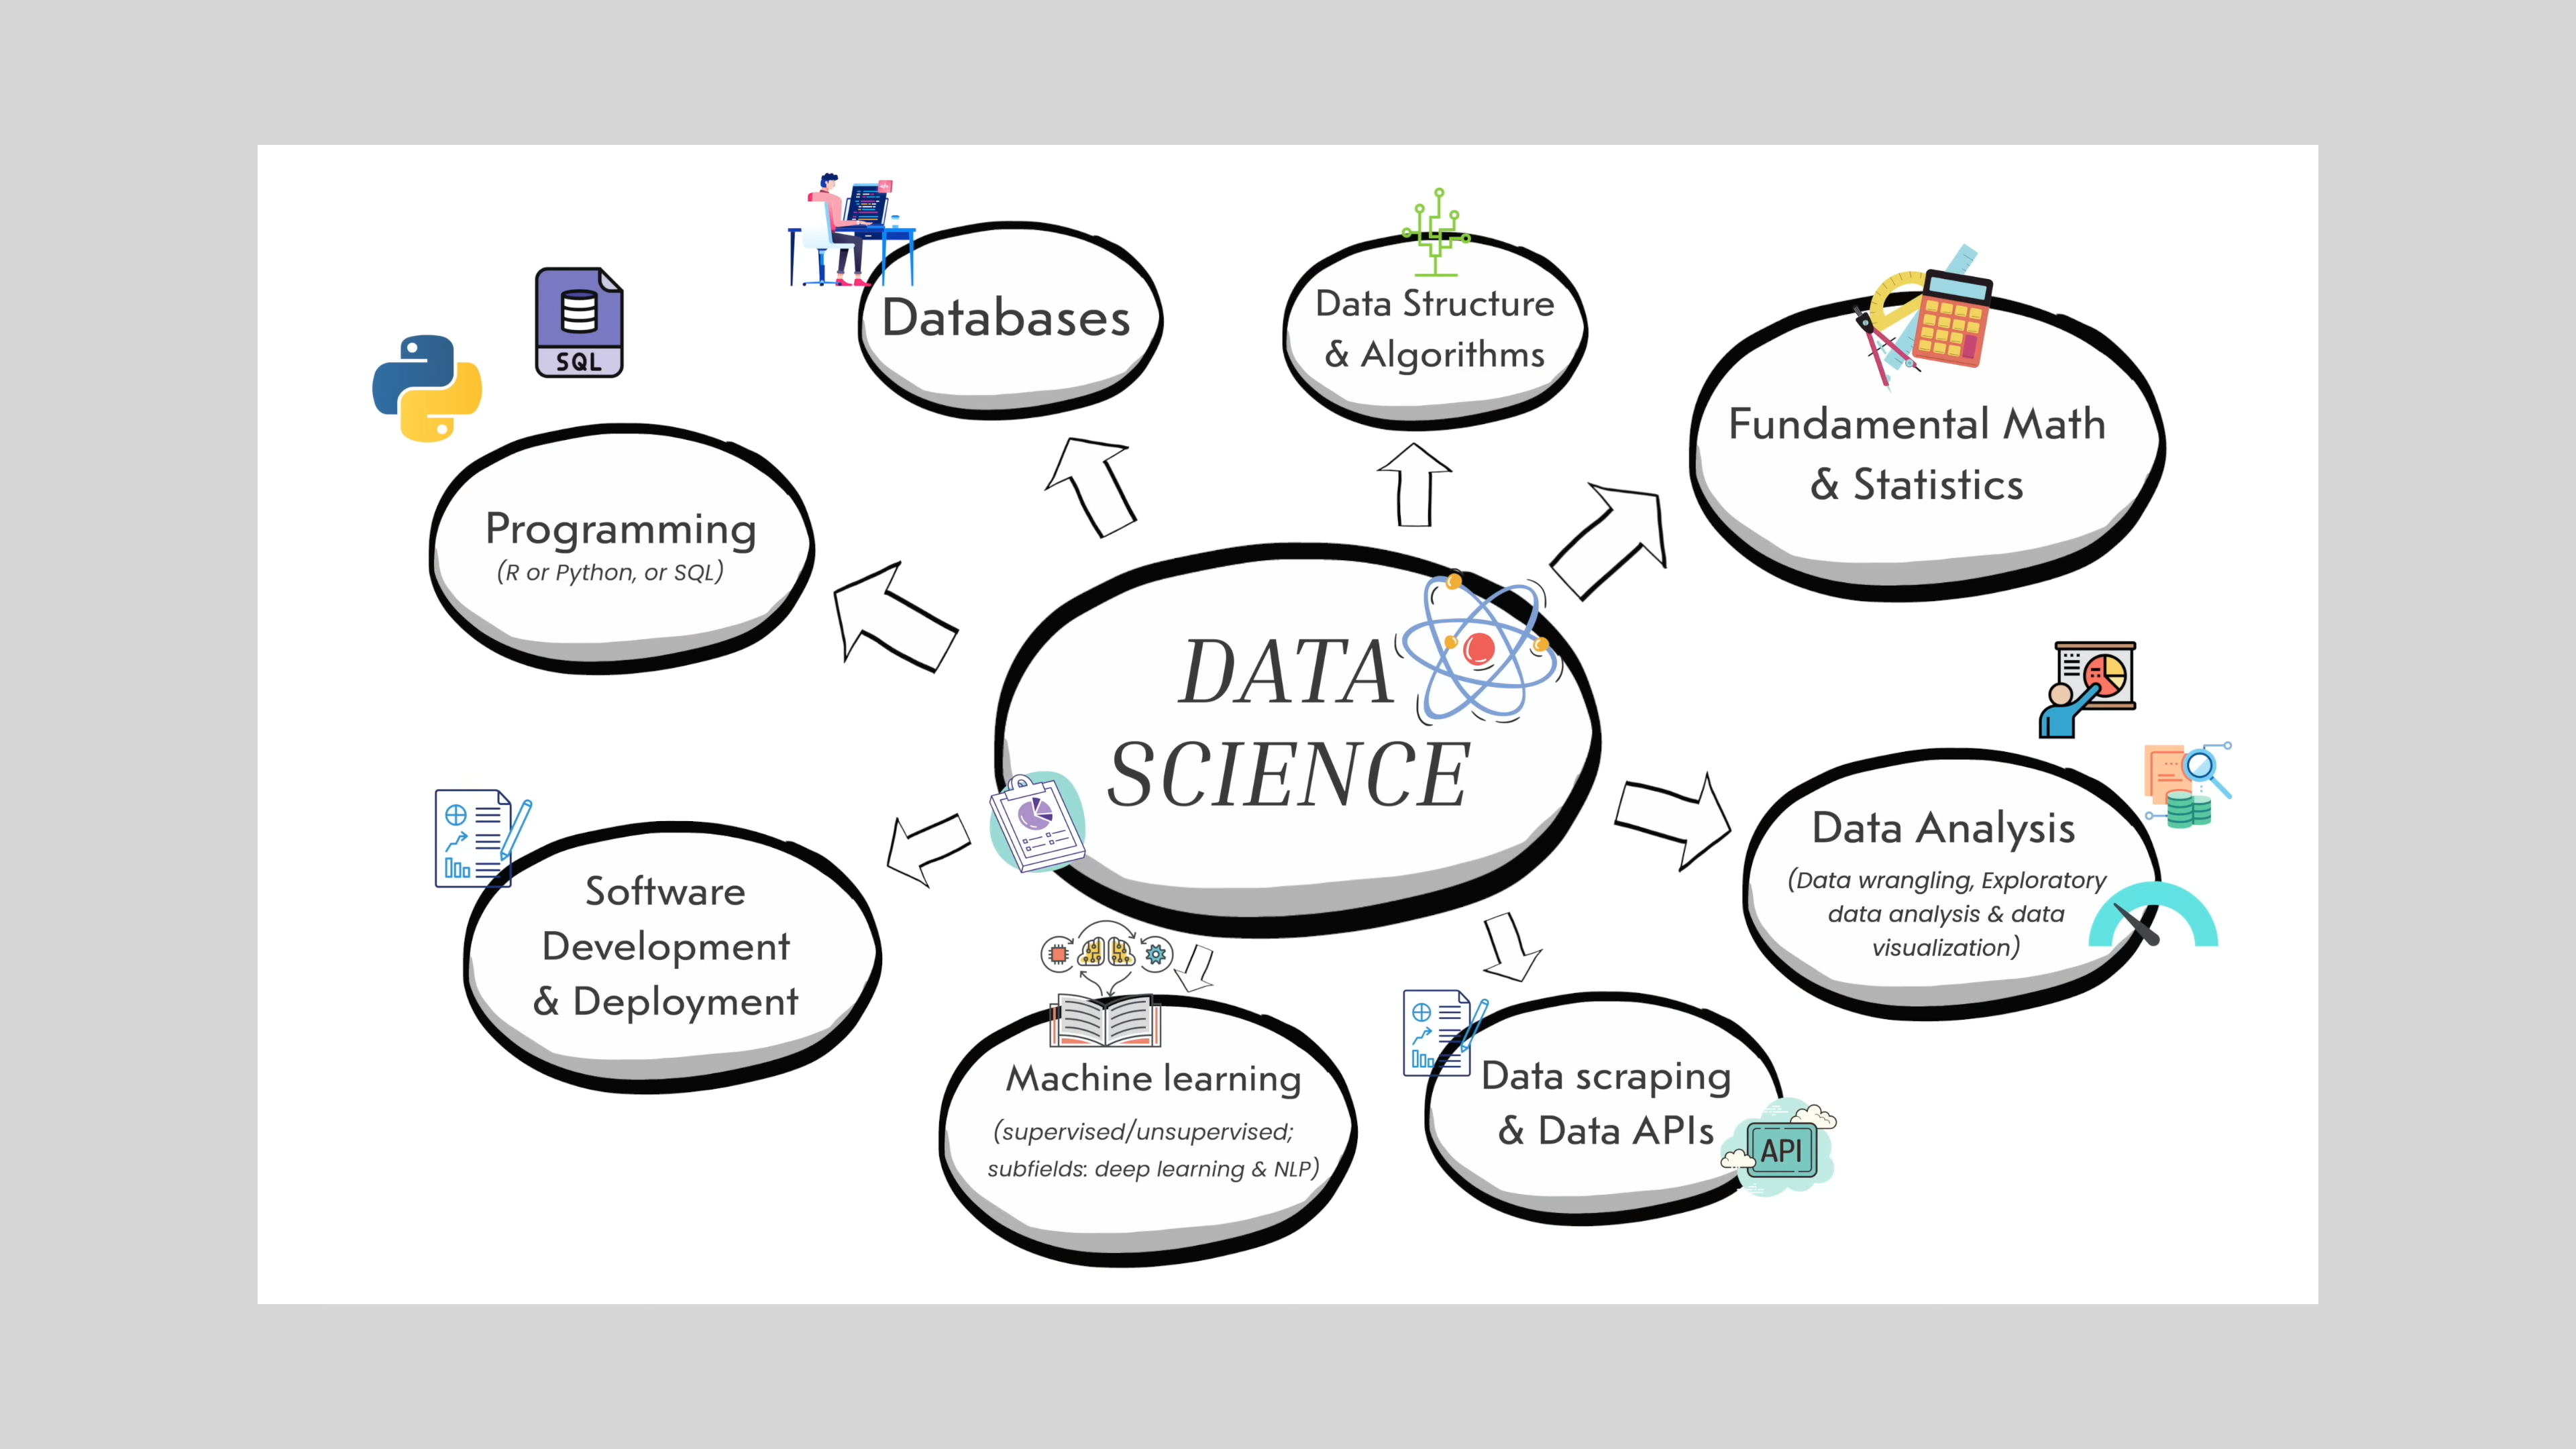 SQL
Databases
Data Structure
& Algorithms
Fundamental Math
& Statistics
Programming
(R or Python, or SQL)
DATA
SCIENCE
Data Analysis
(Data wrangling, Exploratory
data analysis & data
visualization)
Software
Development
& Deployment
Machine learning
(supervised/unsupervised;
subfields: deep learning & NLP)
Data scraping
& Data APIs
API